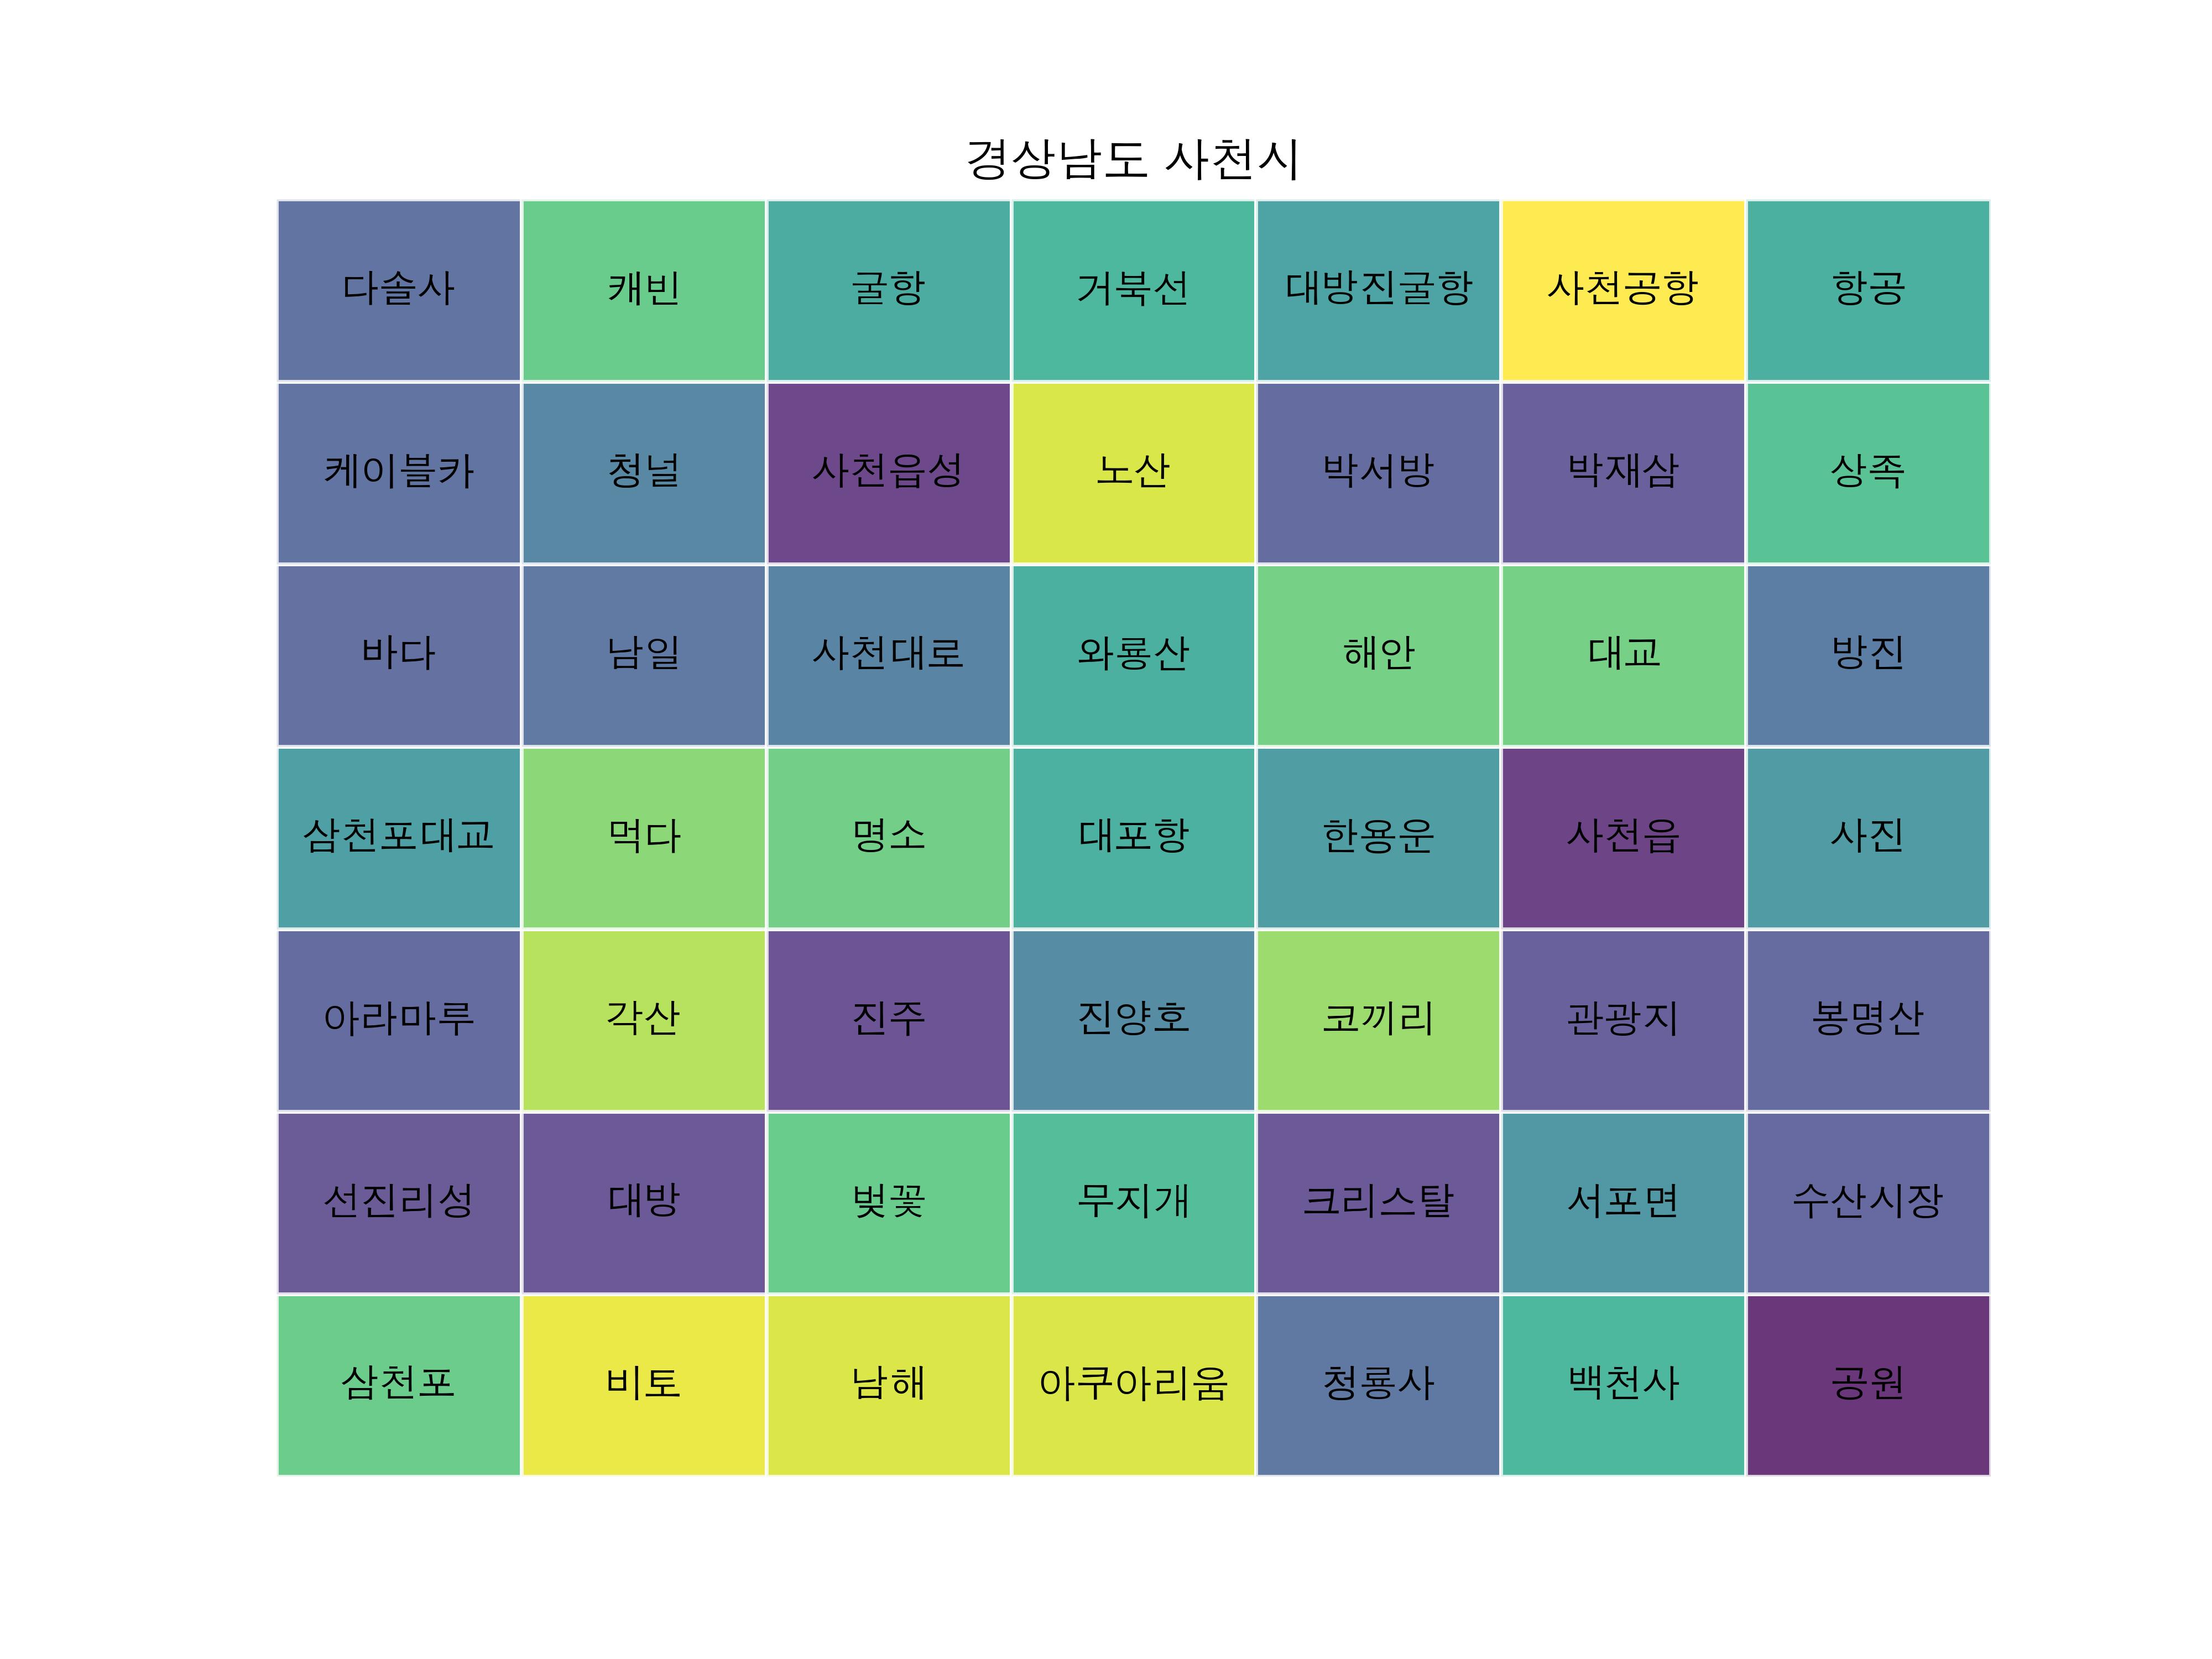 경상남도 사천시
다솔사 캐빈 굴항 거북선 대방진굴항 사천공항 항공
케이블카 청널 사천읍성 노산 박서방 박재삼 상족
바다 남일 사천대로 와룡산 해안 대교 방진
삼천포대교 먹다 명소 대포항 한용운 사천읍 사진
아라마루 각산 진주 진양호 코끼리 관광지 봉명산
선진리성 대방 벚꽃 무지개 크리스탈 서포면 수산시장
삼천포 비토 남해 아쿠아리움 청룡사 백천사 공원